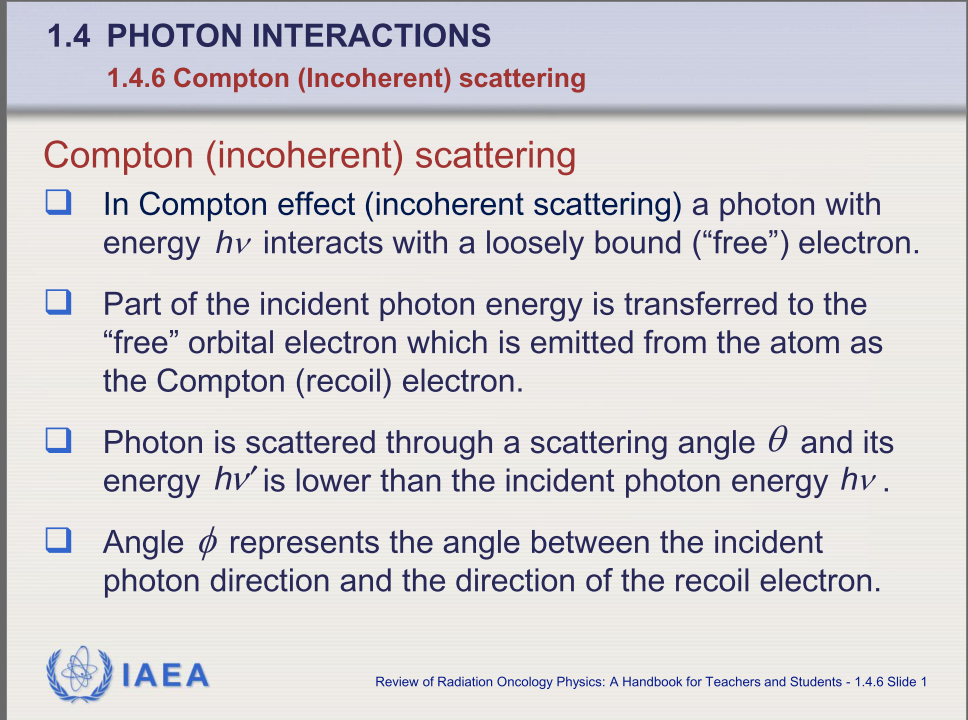 1.4 PHOTON INTERACTIONS
1.4.6 Compton (Incoherent) scattering
Compton (incoherent) scattering
In Compton effect (incoherent scattering) a photon with
energy hν interacts with a loosely bound (“free”) electron.
Part of the incident photon energy is transferred to the
“free” orbital electron which is emitted from the atom as
the Compton (recoil) electron.
Photon is scattered through a scattering angle θ and its
energy hν′ is lower than the incident photon energy hν .
Angle ϕ represents the angle between the incident
photon direction and the direction of the recoil electron.
IAEA
Review of Radiation Oncology Physics: A Handbook for Teachers and Students - 1.4.6 Slide 1